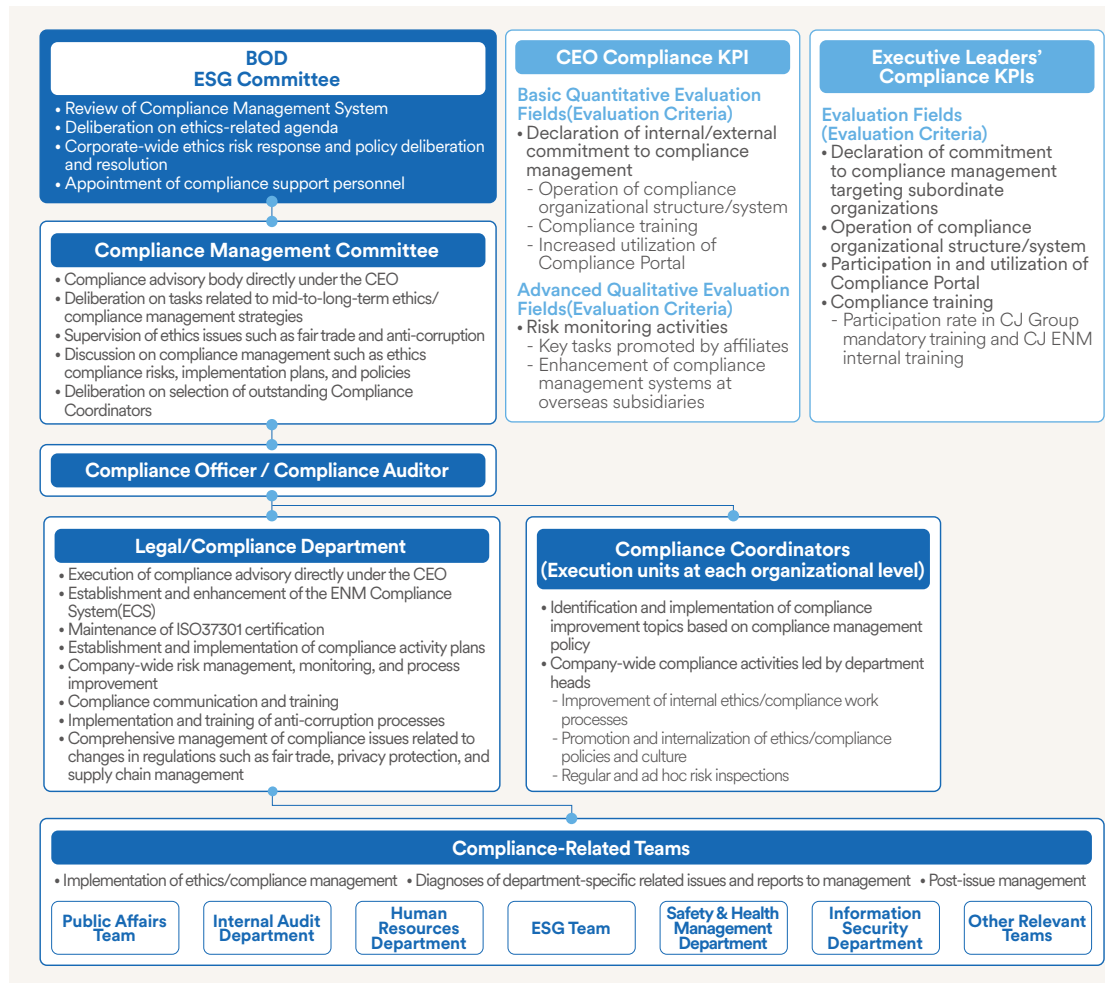 BOD
ESG Committee
• Review of Compliance Management System
• Deliberation on ethics-related agenda
• Corporate-wide ethics risk response and policy deliberation
and resolution
• Appointment of compliance support personnel
Compliance Management Committee
• Compliance advisory body directly under the CEO
• Deliberation on tasks related to mid-to-long-term ethics/
compliance management strategies
• Supervision of ethics issues such as fair trade and anti-corruption
• Discussion on compliance management such as ethics
compliance risks, implementation plans, and policies
• Deliberation on selection of outstanding Compliance
Coordinators
CEO Compliance KPI
Basic Quantitative Evaluation
Fields(Evaluation Criteria)
• Declaration of internal/external
commitment to compliance
management
- Operation of compliance
organizational structure/system
- Compliance training
- Increased utilization of
Compliance Portal
Advanced Qualitative Evaluation
Fields(Evaluation Criteria)
• Risk monitoring activities
- Key tasks promoted by affiliates
- Enhancement of compliance
management systems at
overseas subsidiaries
Executive Leaders'
Compliance KPIs
Evaluation Fields
(Evaluation Criteria)
• Declaration of commitment
to compliance management
targeting subordinate
organizations
• Operation of compliance
organizational structure/system
• Participation in and utilization of
Compliance Portal
• Compliance training
- Participation rate in CJ Group
mandatory training and CJ ENM
internal training
Compliance Officer / Compliance Auditor
Legal/Compliance Department
• Execution of compliance advisory directly under the CEO
• Establishment and enhancement of the ENM Compliance
System(ECS)
• Maintenance of ISO37301 certification
• Establishment and implementation of compliance activity plans
• Company-wide risk management, monitoring, and process
improvement
• Compliance communication and training
• Implementation and training of anti-corruption processes
• Comprehensive management of compliance issues related to
changes in regulations such as fair trade, privacy protection, and
supply chain management
Compliance Coordinators
(Execution units at each organizational level)
• Identification and implementation of compliance
improvement topics based on compliance management
policy
• Company-wide compliance activities led by department
heads
- Improvement of internal ethics/compliance work
processes
- Promotion and internalization of ethics/compliance
policies and culture
- Regular and ad hoc risk inspections
Compliance-Related Teams
• Implementation of ethics/compliance management • Diagnoses of department-specific related issues and reports to management • Post-issue management
Public Affairs
Team
Internal Audit
Department
Human
Resources
Department
ESG Team
Safety & Health
Management
Department
Information
Security
Department
Other Relevant
Teams